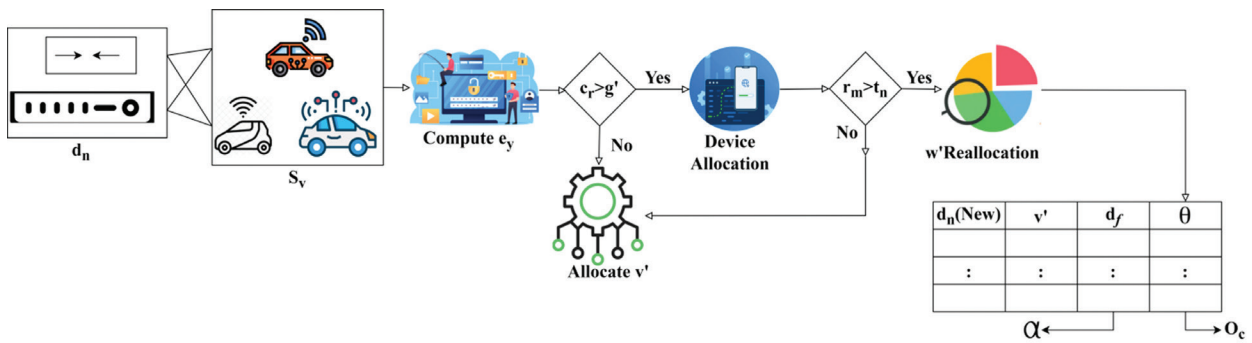 d_n
S_v
Compute e_y
c_r>g'
Yes
No
Allocate v'
Device
Allocation
r_m>t_n
Yes
No
w'Reallocation
d_n(New) v' d_f θ
: : : :
α O_c